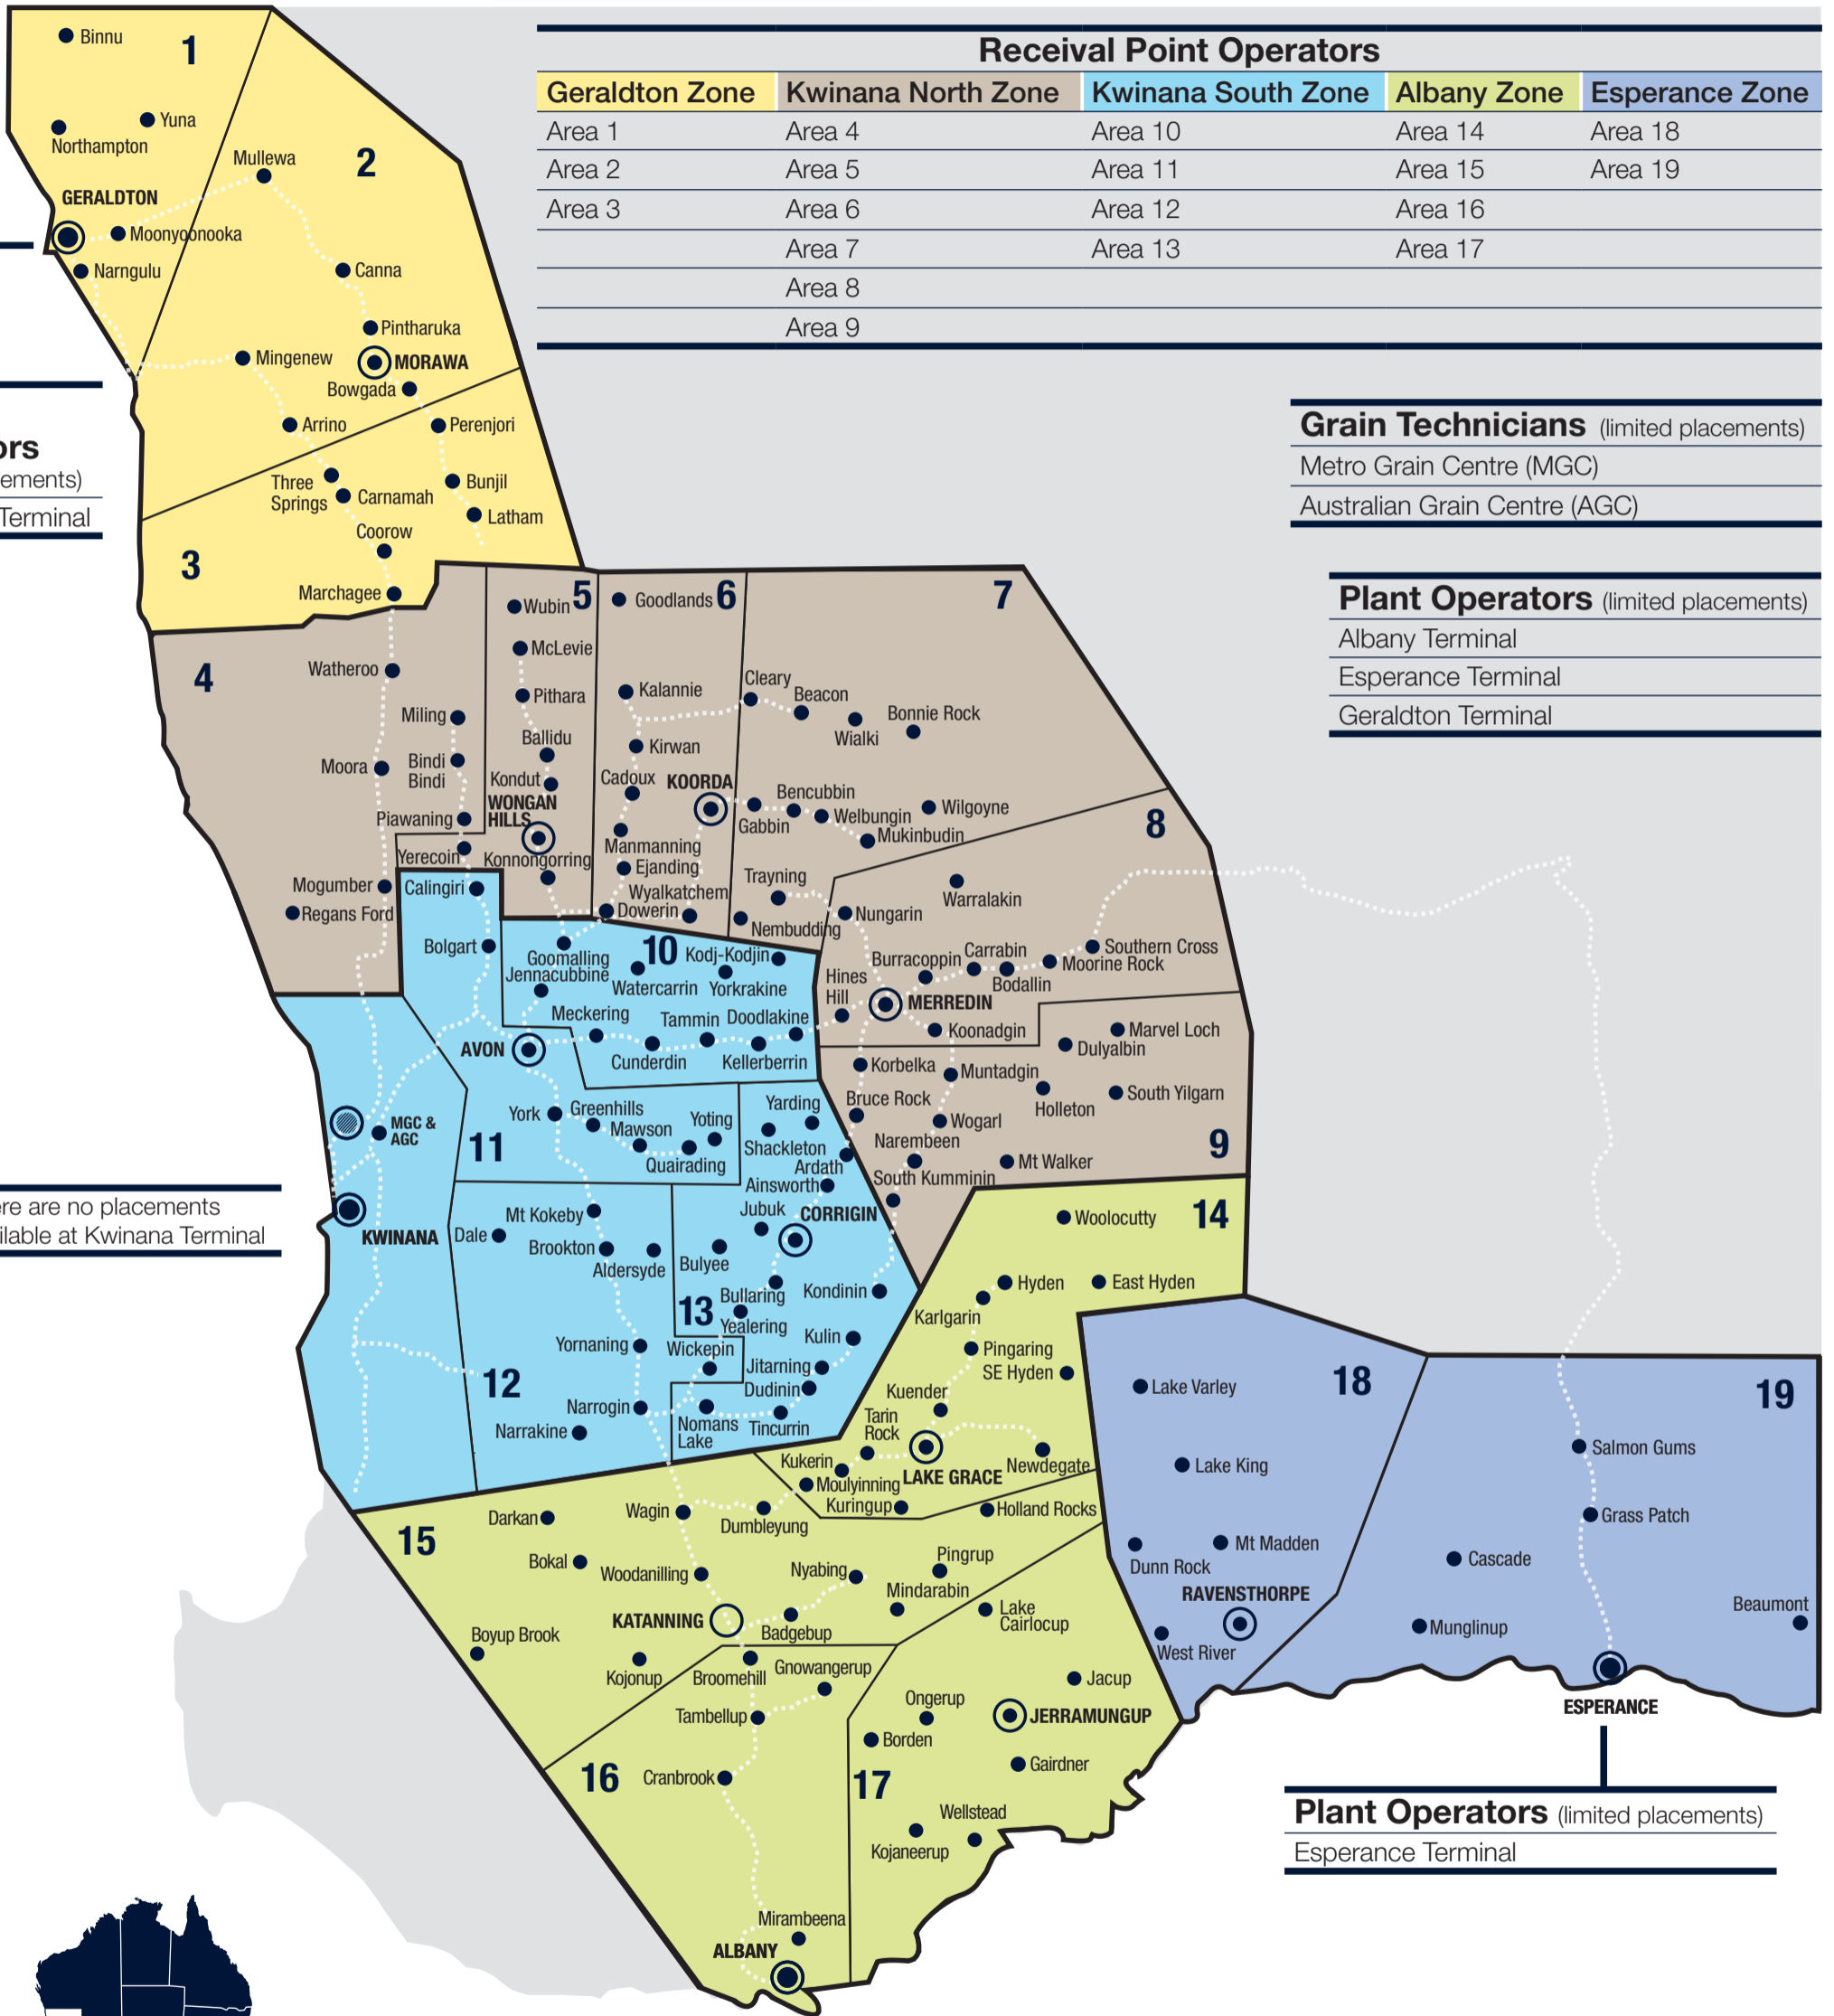 Receival Point Operators
Geraldton Zone Kwinana North Zone Kwinana South Zone Albany Zone Esperance Zone
Area 1 Area 4 Area 10 Area 14 Area 18
Area 2 Area 5 Area 11 Area 15 Area 19
Area 3 Area 6 Area 12 Area 16
Area 7 Area 13 Area 17
Area 8
Area 9
Grain Technicians (limited placements)
Metro Grain Centre (MGC)
Australian Grain Centre (AGC)
Plant Operators (limited placements)
Albany Terminal
Esperance Terminal
Geraldton Terminal
ors
ements)
Terminal
1
Binnu
Yuna
Northampton
GERALDTON
Moonyoonooka
Narngulu
2
Mullewa
Canna
Pintharuka
Mingenew
MORAWA
Bowgada
Arrino
3
Perenjori
Three
Springs
Carnamah
Bunjil
Latham
Coorow
Marchagee
4
Watheroo
Miling
Moora
Bindi
Bindi
Piawaning
Yerecoin
Mogumber
Regans Ford
5
Wubin
McLevie
Pithara
Ballidu
Kondut
WONGAN
HILLS
Konnongorring
6
Goodlands
Kalannie
Kirwan
Cadoux
KOORDA
Manmanning
Ejanding
Wyalkatchem
Dowerin
7
Cleary
Beacon
Wialki
Bonnie Rock
Bencubbin
Gabbin
Welbungin
Wilgoyne
Mukinbudin
Trayning
Nembudding
8
Warralakin
Nungarin
Burracoppin
Carrabin
Bodallin
Southern Cross
Moorine Rock
Hines
Hill
MERREDIN
Koonadgin
9
Marvel Loch
Dulyalbin
Korbelka
Muntadgin
South Yilgarn
Holleton
Bruce Rock
Wogarl
Narembeen
Mt Walker
South Kumminin
Calingiri
Bolgart
10
Goomalling
Jennacubbine
Watercarrin
Kodj-Kodjin
Yorkrakine
Meckering
Tammin
Doodlakine
Cunderdin
Kellerberrin
AVON
MGC &
AGC
KWINANA
ere are no placements
ilable at Kwinana Terminal
11
York
Greenhills
Mawson
Yoting
Quairading
12
Mt Kokeby
Dale
Brookton
Aldersyde
Yornaning
Wickepin
Narrogin
Narrakine
13
Yarding
Shackleton
Ardath
Ainsworth
Jubuk
CORRIGIN
Bulyee
Bullaring
Yealering
Kondinin
Kulin
Jitarning
Dudinin
Nomans
Lake
Tincurrin
14
Woolocutty
Hyden
East Hyden
Karlgarin
Pingaring
SE Hyden
Kuender
Tarin
Rock
LAKE GRACE
Newdegate
Kukerin
Moulyinning
Kuringup
Holland Rocks
15
Darkan
Wagin
Dumbleyung
Bokal
Woodanilling
Nyabing
Pingrup
Mindarabin
KATANNING
Badgebup
Boyup Brook
Kojonup
16
Broomehill
Gnowangerup
Tambellup
Cranbrook
Mirambeena
ALBANY
17
Lake
Cairlocup
Jacup
Ongerup
JERRAMUNGUP
Borden
Gairdner
Wellstead
Kojaneerup
18
Lake Varley
Lake King
Mt Madden
Dunn Rock
RAVENSTHORPE
West River
19
Salmon Gums
Grass Patch
Cascade
Munglinup
Beaumont
ESPERANCE
Plant Operators (limited placements)
Esperance Terminal